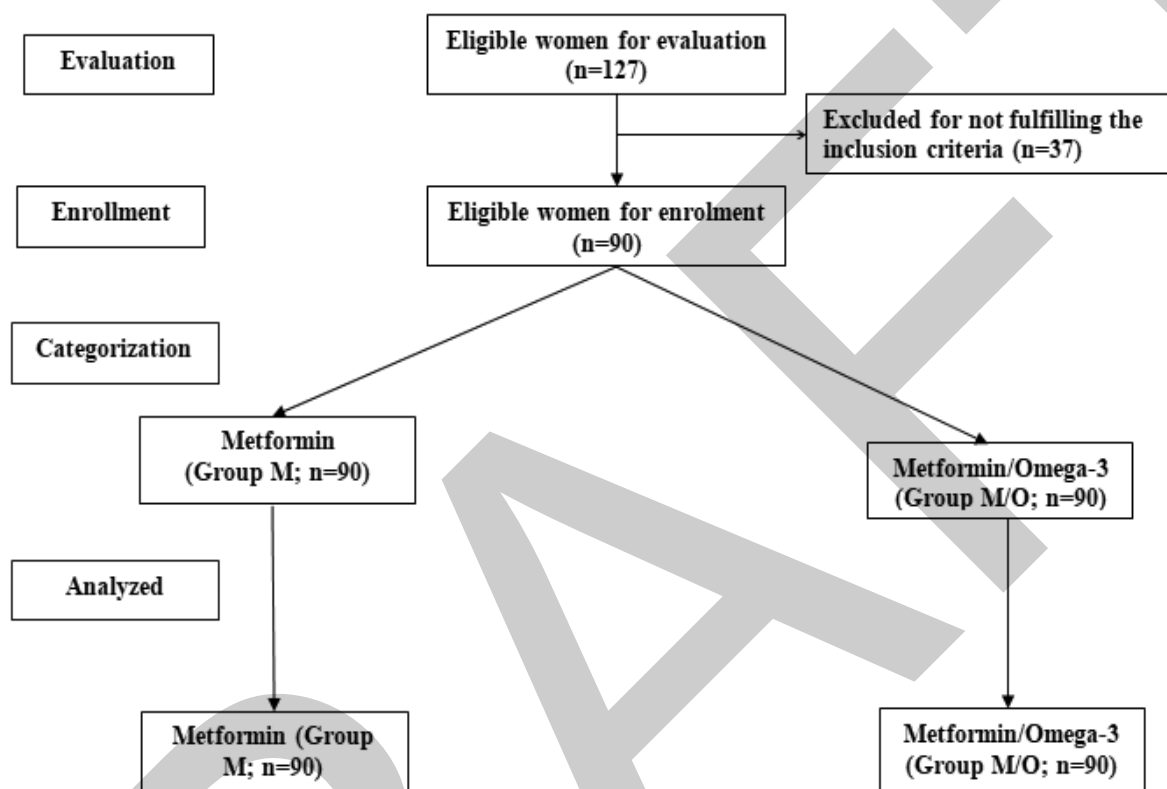 Evaluation
Eligible women for evaluation
(n=127)
Excluded for not fulfilling the
inclusion criteria (n=37)
Enrollment
Eligible women for enrolment
(n=90)
Categorization
Metformin
(Group M; n=90)
Metformin/Omega-3
(Group M/O; n=90)
Analyzed
Metformin (Group
M; n=90)
Metformin/Omega-3
(Group M/O; n=90)